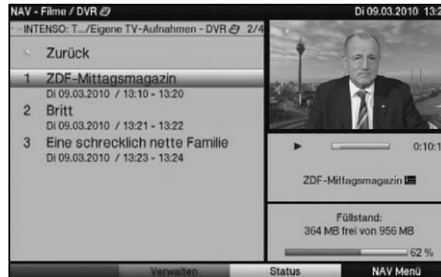 NAV - Filme / DVR
Di 09.03.2010 13:2
INTENSO: T.../Eigene TV-Aufnahmen - DVR 2/4
Zurück
1 ZDF-Mittagsmagazin
Di 09.03.2010 / 13:10 - 13:20
2 Britt
Di 09.03.2010 / 13:21 - 13:22
3 Eine schrecklich nette Familie
Di 09.03.2010 / 13:23 - 13:24
0:10:1
ZDF-Mittagsmagazin
Füllstand:
364 MB frei von 956 MB
62 %
Verwalten
Status
NAV Menü